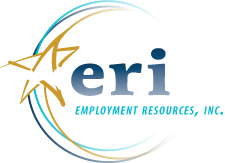 eri
EMPLOYMENT RESOURCES, INC.